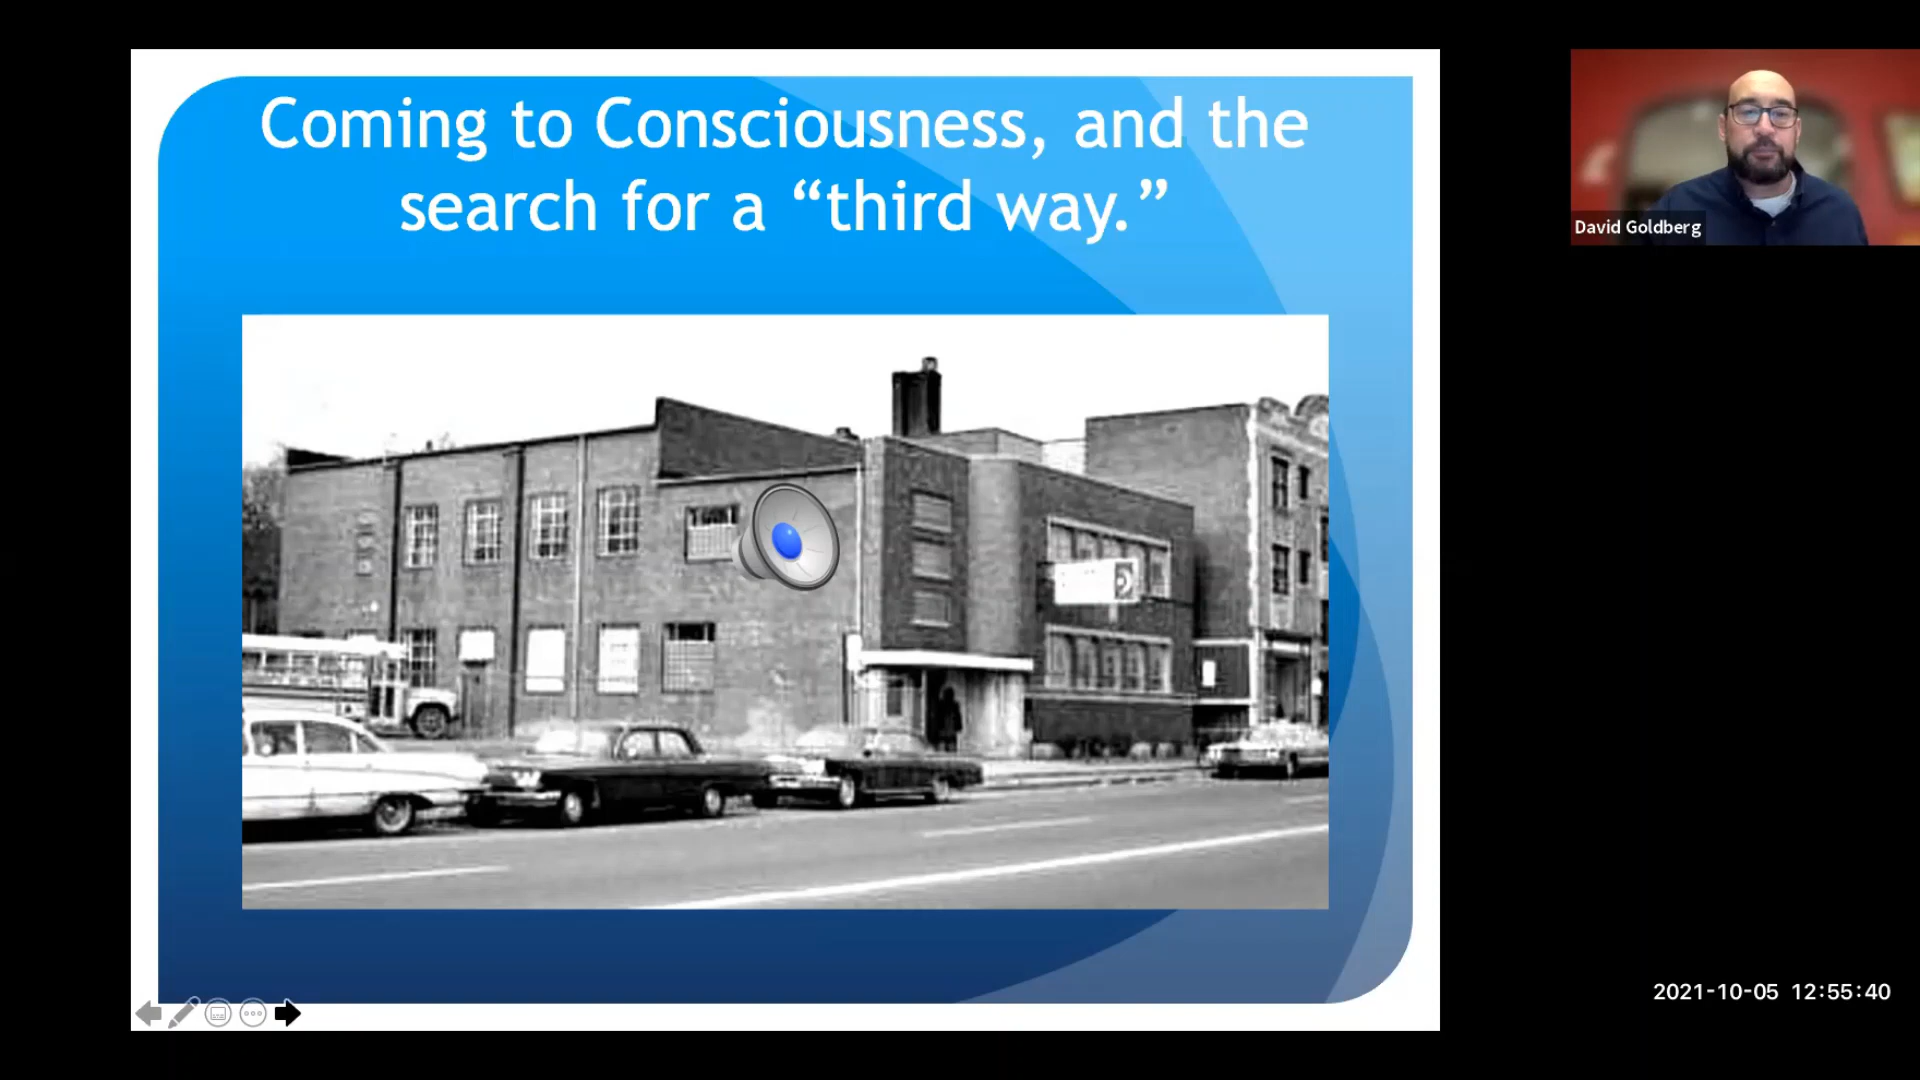 Coming to Consciousness, and the
search for a “third way.”
David Goldberg
2021-10-05 12:55:40